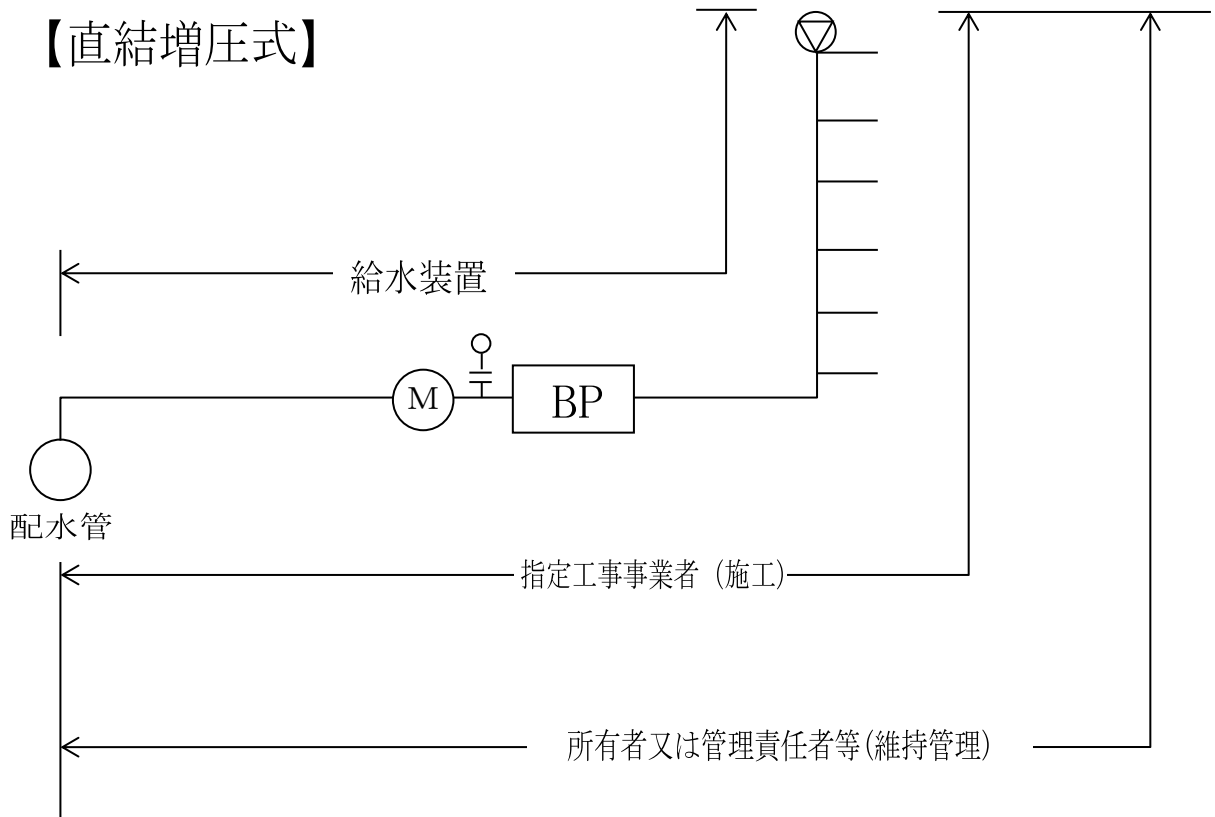 【直結増圧式】
給水装置
M
BP
配水管
指定工事事業者（施工）
所有者又は管理責任者等(維持管理)